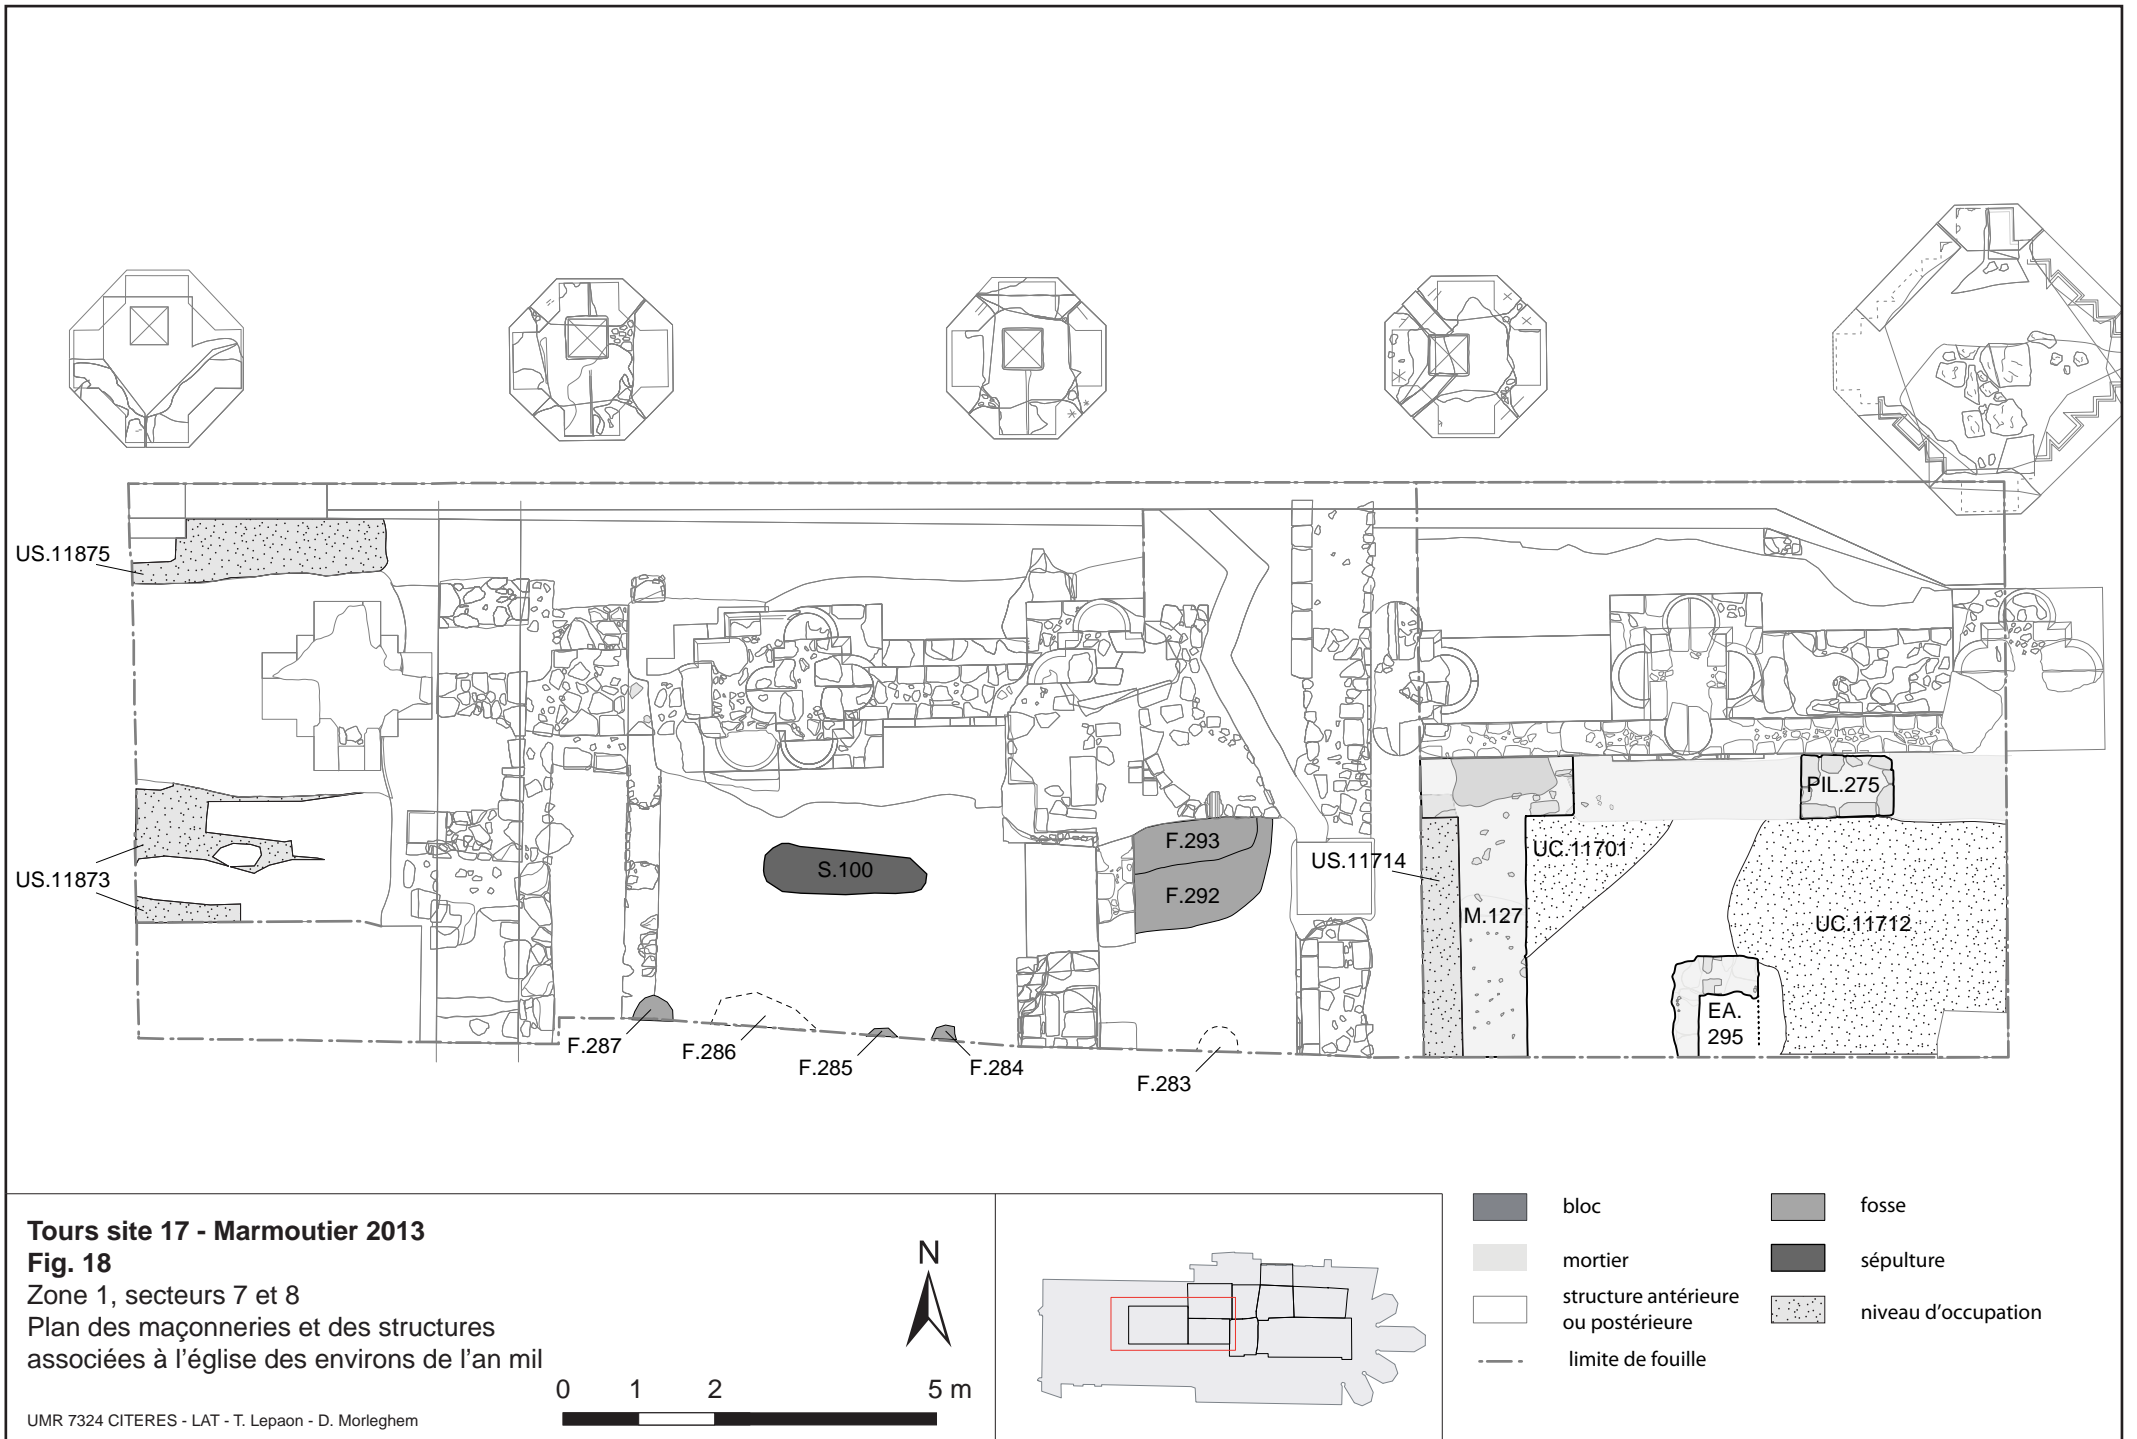 US.11875
US.11873
S.100
F.293
F.292
US.11714
UC.11701
M.127
PIL.275
UC.11712
EA.
295
F.287
F.286
F.285
F.284
F.283
Tours site 17 - Marmoutier 2013
Fig. 18
Zone 1, secteurs 7 et 8
Plan des maçonneries et des structures
associées à l'église des environs de l'an mil
UMR 7324 CITERES - LAT - T. Lepaon - D. Morleghem
N
0 1 2 5 m
bloc
mortier
structure antérieure
ou postérieure
limite de fouille
fosse
sépulture
niveau d'occupation